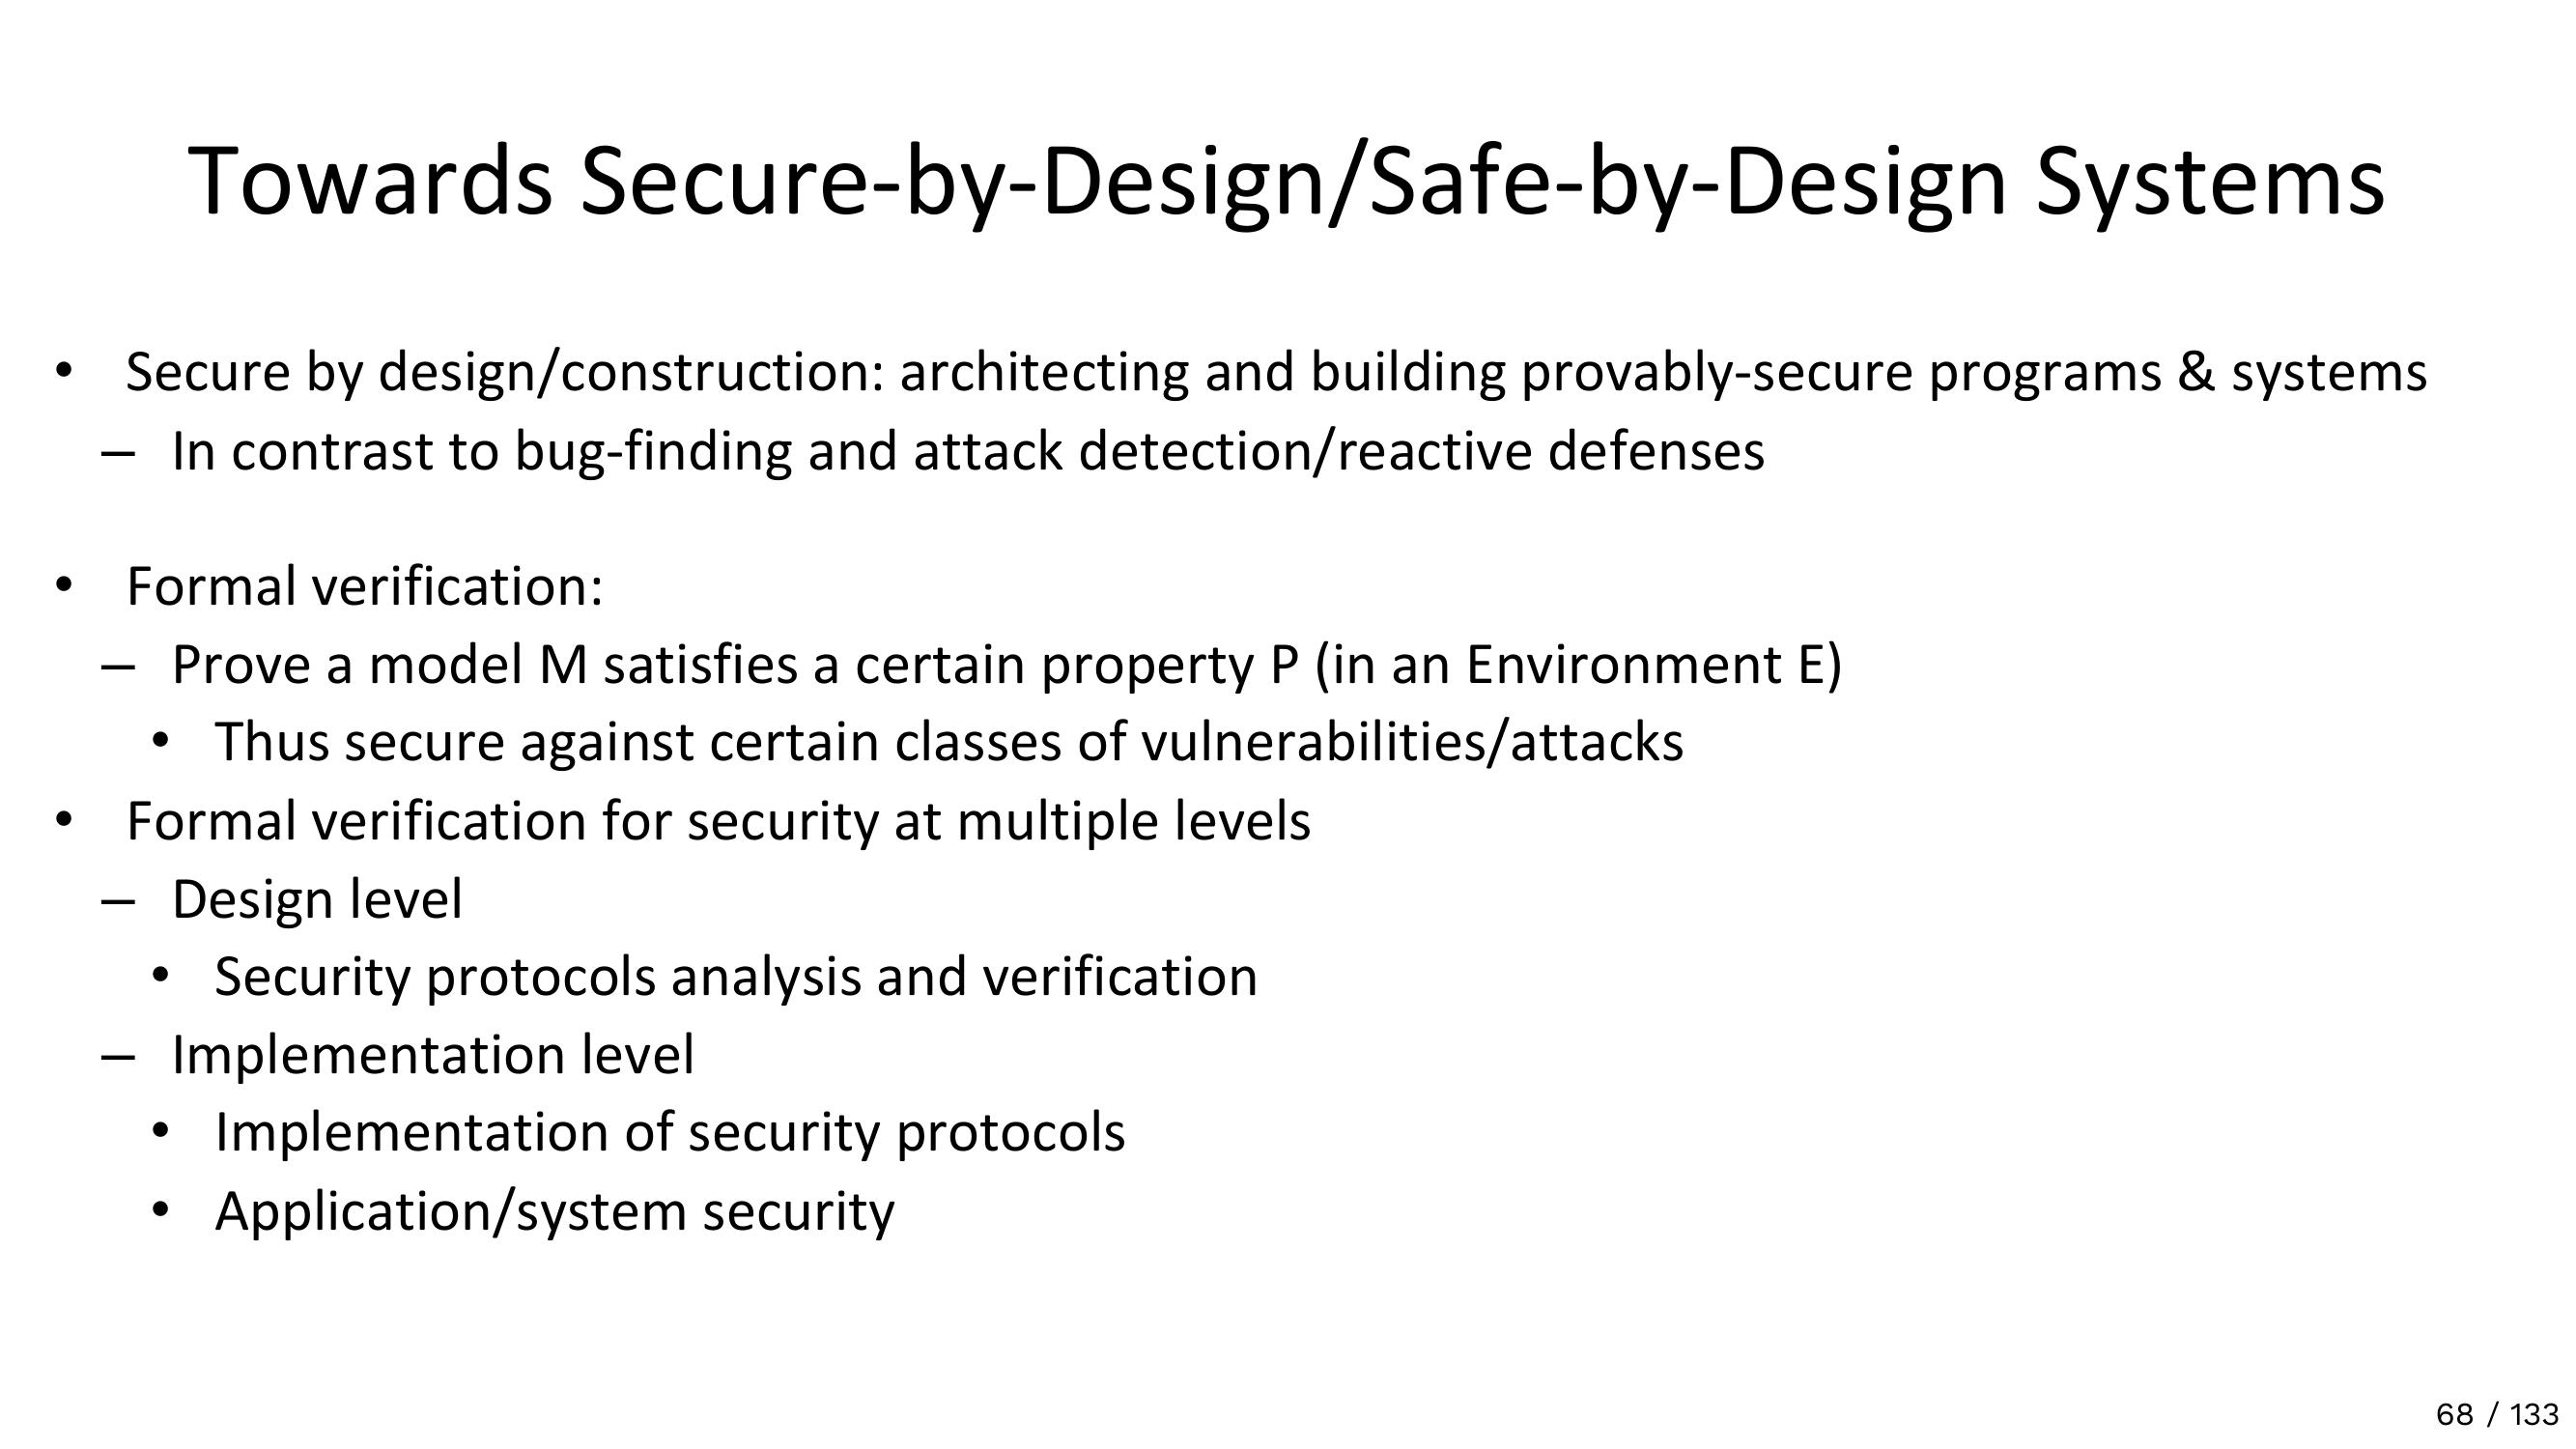 Towards Secure-by-Design/Safe-by-Design Systems
• Secure by design/construction: architecting and building provably-secure programs & systems
– In contrast to bug-finding and attack detection/reactive defenses
• Formal verification:
– Prove a model M satisfies a certain property P (in an Environment E)
• Thus secure against certain classes of vulnerabilities/attacks
• Formal verification for security at multiple levels
– Design level
• Security protocols analysis and verification
– Implementation level
• Implementation of security protocols
• Application/system security
68 / 133